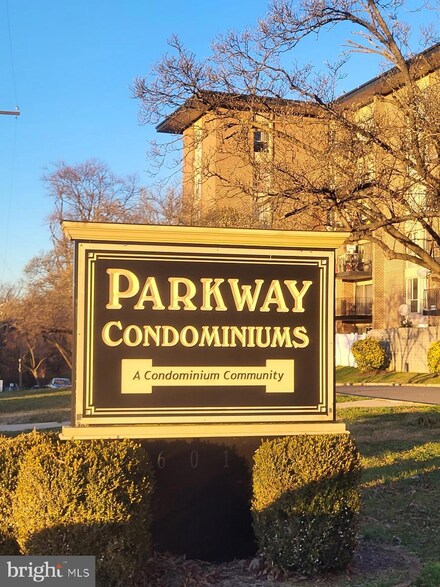 PARKWAY
CONDOMINIUMS
A Condominium Community
bright MLS